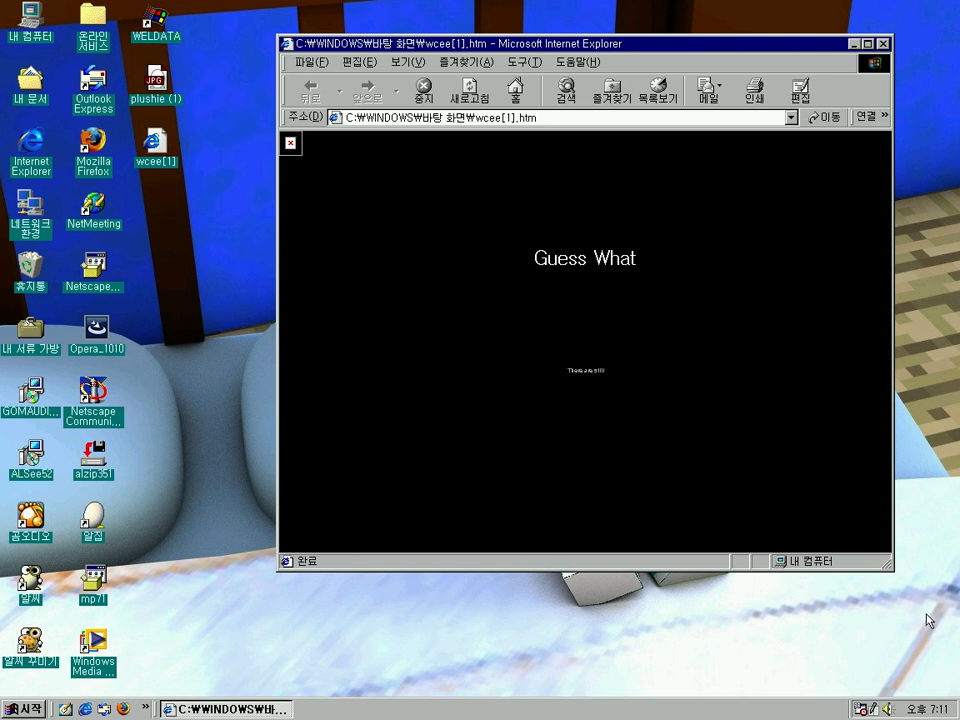 내 컴퓨터
온라인
서비스
WELDATA
내 문서
Outlook
Express
JPG
plushie (1)
Internet
Explorer
Mozilla
Firefox
wcee[1]
네트워크
환경
NetMeeting
휴지통
Netscape...
내 서류 가방
Opera_1010
GOMAUDI...
Netscape
Communi...
ALSee52
alzip351
곰오디오
알집
알씨
mp71
알씨 꾸미기
Windows
Media ...
C:₩WINDOWS₩바탕 화면₩wcee[1].htm - Microsoft Internet Explorer
파일(F) 편집(E) 보기(V) 즐겨찾기(A) 도구(T) 도움말(H)
뒤로 앞으로 중지 새로고침 홈 검색 즐겨찾기 목록보기 메일 인쇄 편집
주소(D) C:₩WINDOWS₩바탕 화면₩wcee[1].htm 이동 연결 »
Guess What
완료 내 컴퓨터
시작 » C:₩WINDOWS₩바... 오후 7:11